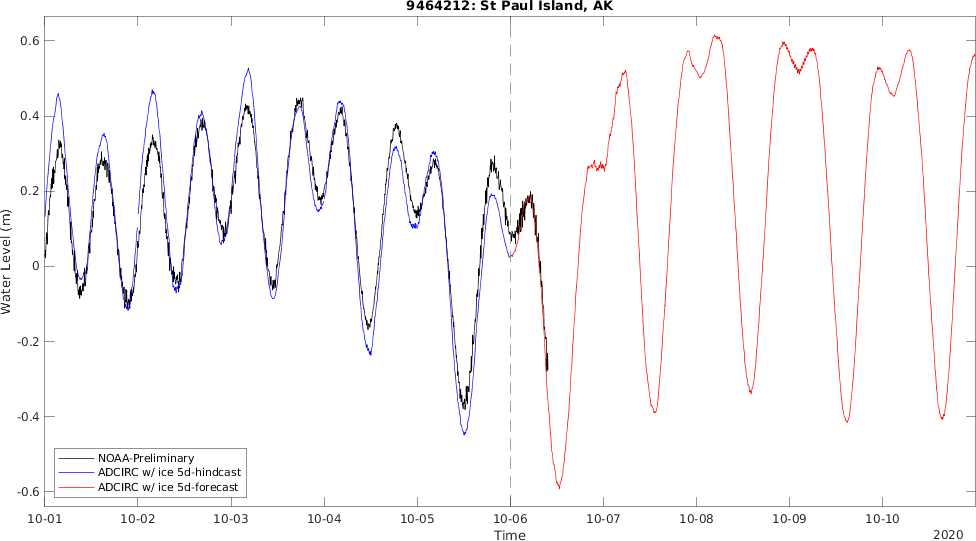 9464212: St Paul Island, AK
Water Level (m)
0.6
0.4
0.2
0
-0.2
-0.4
-0.6
NOAA-Preliminary
ADCIRC w/ ice 5d-hindcast
ADCIRC w/ ice 5d-forecast
10-01 10-02 10-03 10-04 10-05 10-06 10-07 10-08 10-09 10-10
Time
2020